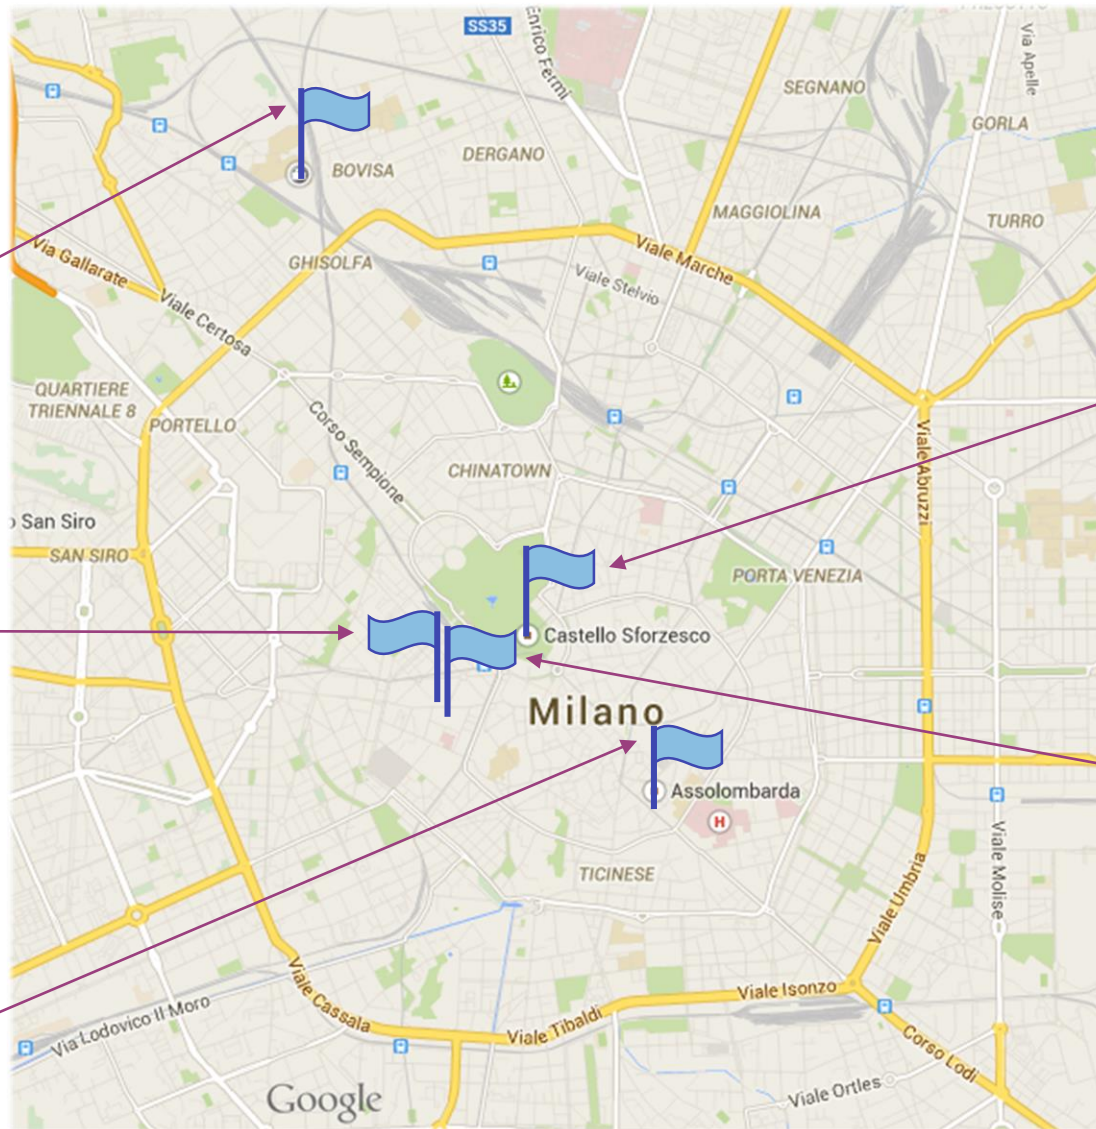 SS35
Enrico Fermi
Via Apelle
SEGNANO
GORLA
DERGANO
BOVISA
MAGGIOLINA
TURRO
Via Gallarate
GHISOLFA
Viale Marche
Viale Stelvio
Viale Certosa
QUARTIERE
TRIENNALE 8
PORTELLO
Corso Sempione
CHINATOWN
Viale Abruzzi
o San Siro
SAN SIRO
PORTA VENEZIA
Castello Sforzesco
Milano
Assolombarda
H
TICINESE
Viale Umbria
Viale Molise
Viale Cassala
Viale Isonzo
Via Lodovico Il Moro
Viale Tibaldi
Corso Lodi
Viale Ortles
Google